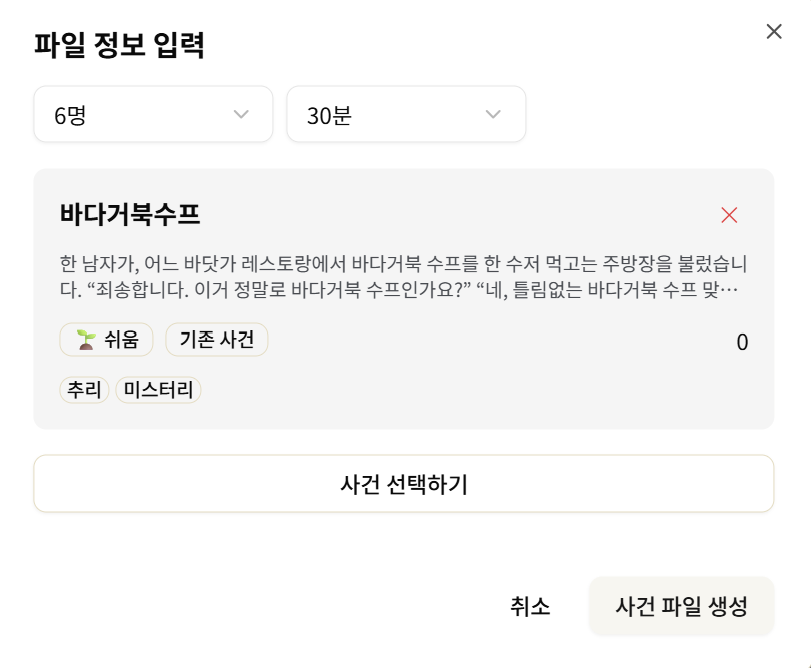 파일 정보 입력
6명
30분
바다거북수프
한 남자가, 어느 바닷가 레스토랑에서 바다거북 수프를 한 수저 먹고는 주방장을 불렀습니
다. “죄송합니다. 이거 정말로 바다거북 수프인가요?” “네, 틀림없는 바다거북 수프 맞…
쉬움
기존 사건
0
추리
미스터리
사건 선택하기
취소
사건 파일 생성